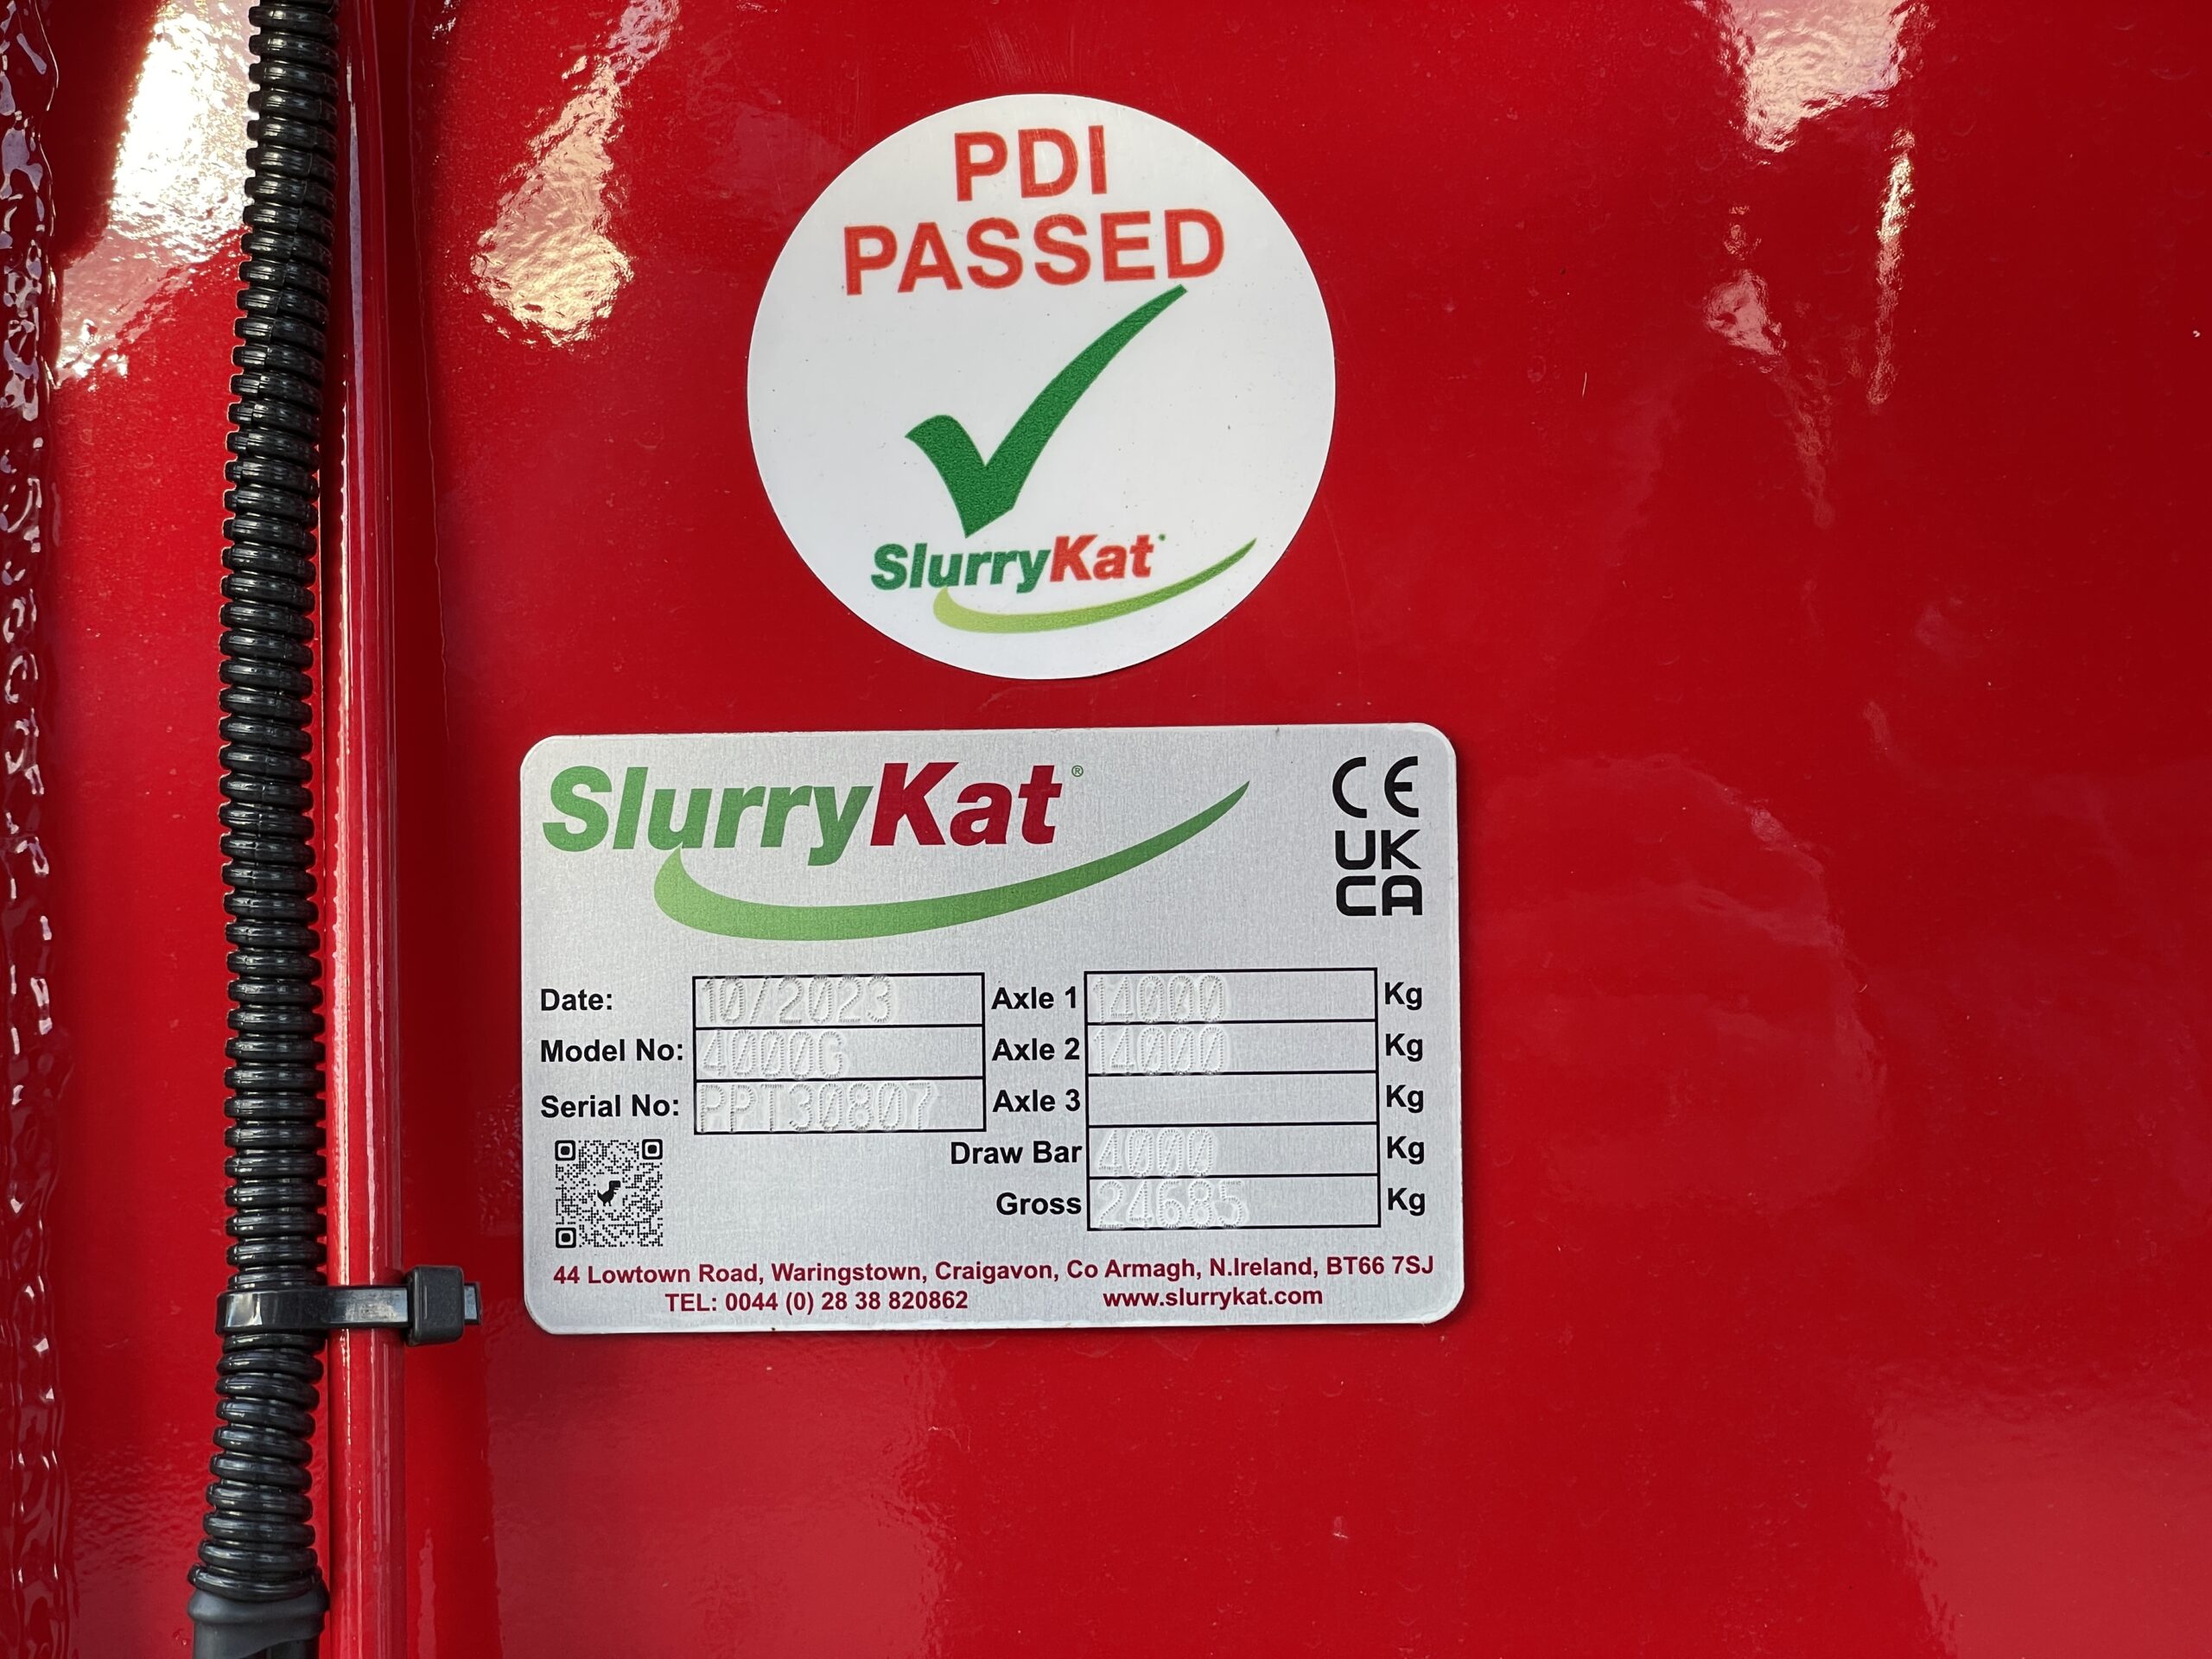 PDI
PASSED
SlurryKat
SlurryKat®
CE
UK
CA
Date: 10/2023 Axle 1 14000 Kg
Model No: 4000G Axle 2 14000 Kg
Serial No: PPT30807 Axle 3 Kg
Draw Bar 4000 Kg
Gross 24685 Kg
44 Lowtown Road, Waringstown, Craigavon, Co Armagh, N.Ireland, BT66 7SJ
TEL: 0044 (0) 28 38 820862 www.slurrykat.com